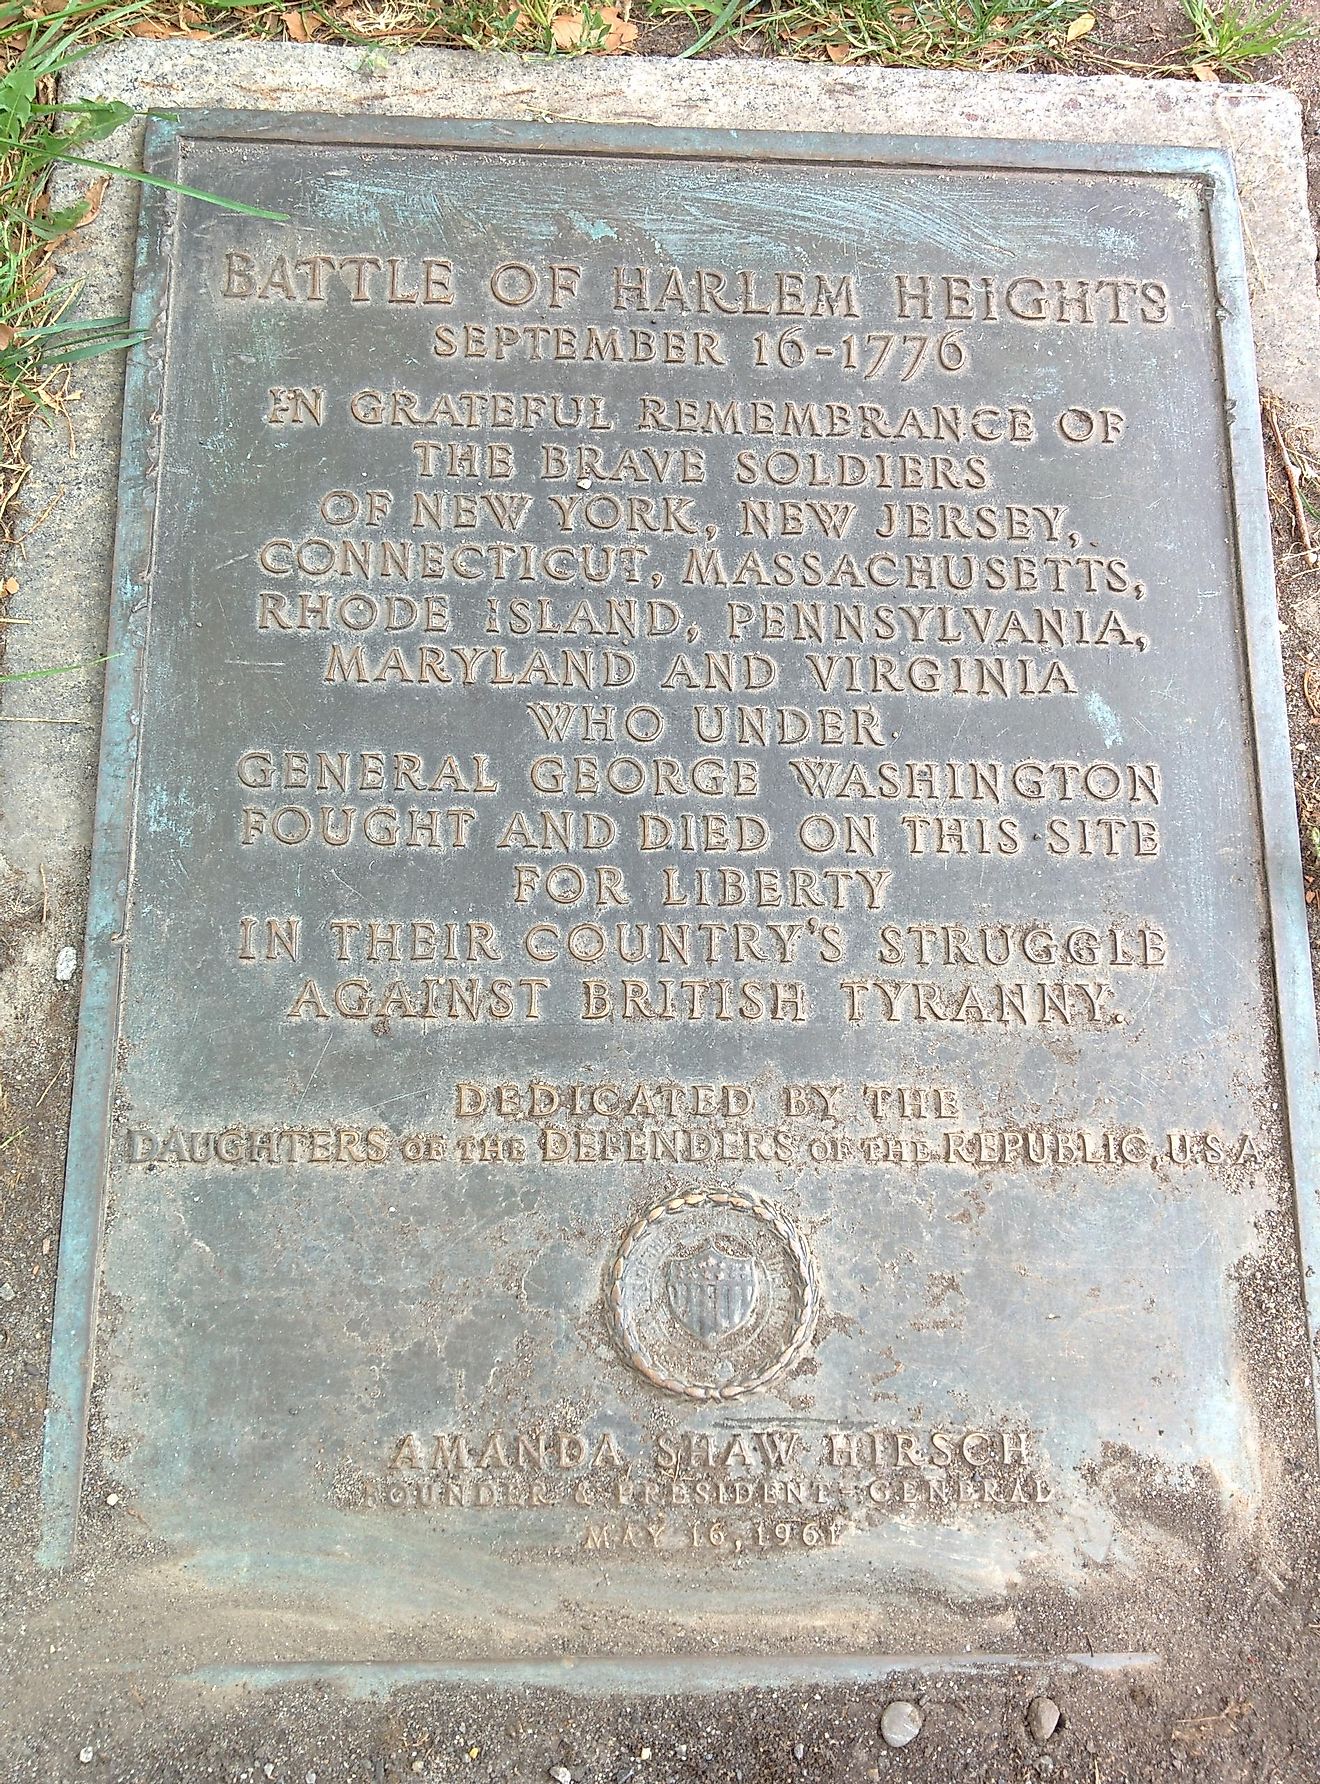 BATTLE OF HARLEM HEIGHTS
SEPTEMBER 16-1776
IN GRATEFUL REMEMBRANCE OF
THE BRAVE SOLDIERS
OF NEW YORK, NEW JERSEY,
CONNECTICUT, MASSACHUSETTS,
RHODE ISLAND, PENNSYLVANIA,
MARYLAND AND VIRGINIA
WHO UNDER
GENERAL GEORGE WASHINGTON
FOUGHT AND DIED ON THIS SITE
FOR LIBERTY
IN THEIR COUNTRY'S STRUGGLE
AGAINST BRITISH TYRANNY.
DEDICATED BY THE
DAUGHTERS OF THE DEFENDERS OF THE REPUBLIC, U.S.A
AMANDA SHAW HIRSCH
FOUNDER & PRESIDENT-GENERAL
MAY 16, 1961